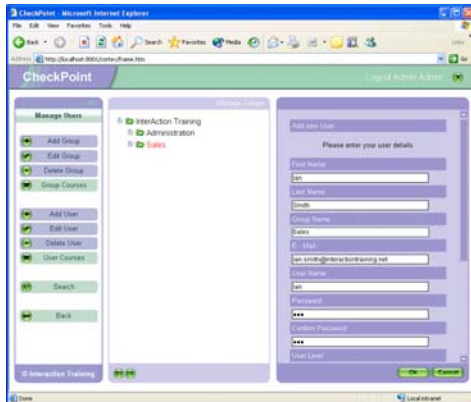 CheckPoint - Microsoft Internet Explorer
File Edit View Favorites Tools Help
Back Search Favorites Media
Address http://localhost:8080/cortex/frame.htm Go Links
CheckPoint
Logout Admin Admin
Manage Users
Add Group
Edit Group
Delete Group
Group Courses
Add User
Edit User
Delete User
User Courses
Search
Back
© Interaction Training
Manage Users
InterAction Training
Administration
Sales
Add new User
Please enter your user details
First Name
Ian
Last Name
Smith
Group Name
Sales
E - Mail
ian.smith@interactiontraining.net
User Name
Ian
Password
•••
Confirm Password
•••
User Level
Ok Cancel
Done
Local intranet